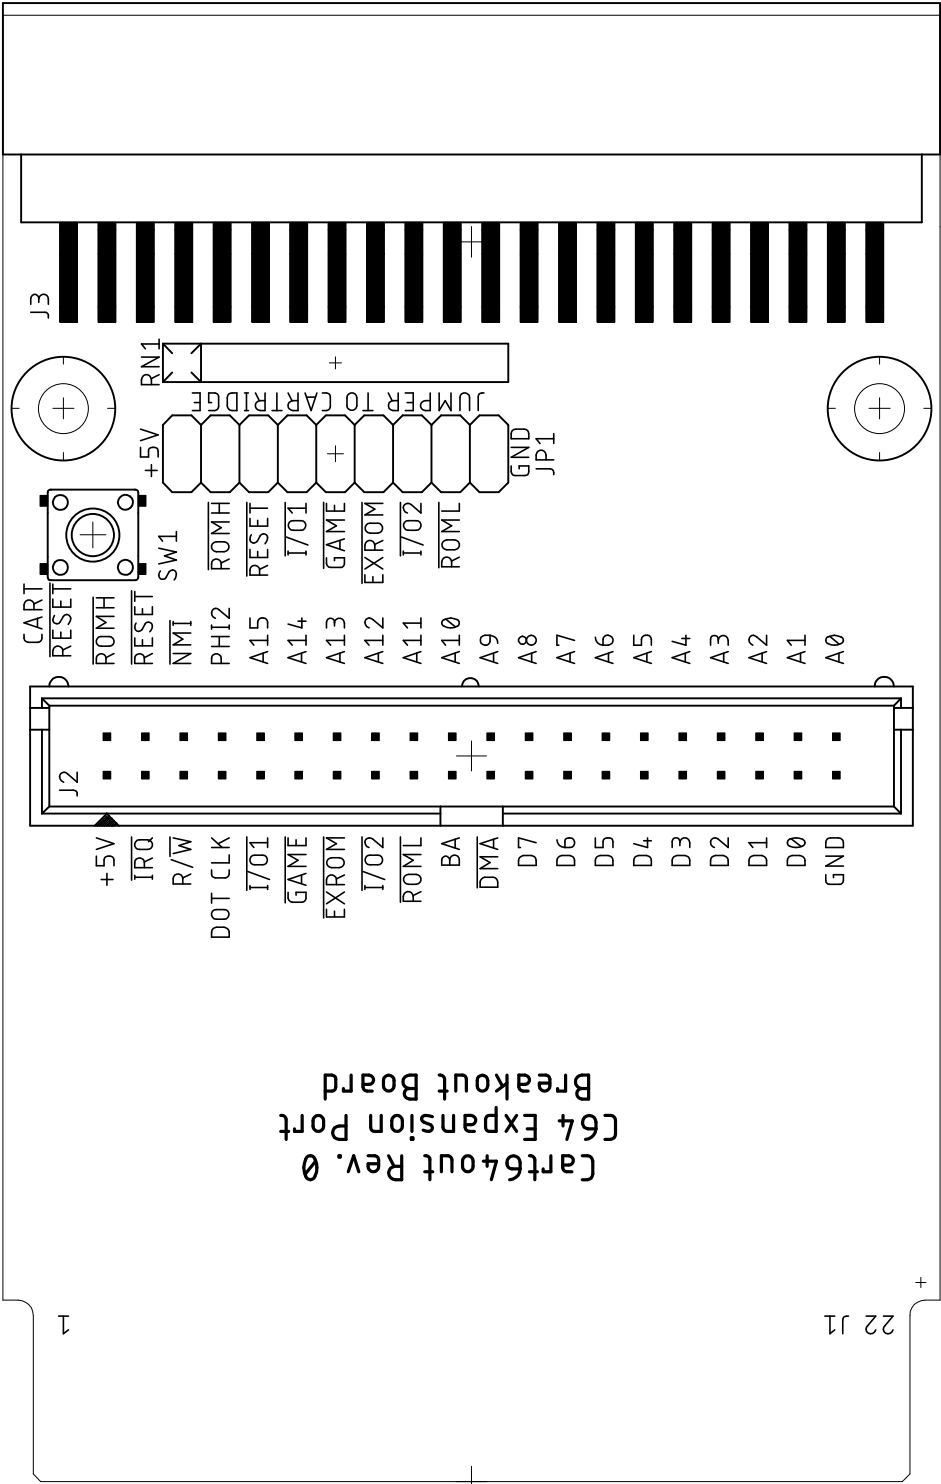 J3
RN1
JUMPER TO CARTRIDGE
+5V
GND
JP1
ROMH
RESET
I/O1
GAME
EXROM
I/O2
ROML
SW1
CART
RESET
ROMH
RESET
NMI
PHI2
A15
A14
A13
A12
A11
A10
A9
A8
A7
A6
A5
A4
A3
A2
A1
A0
J2
+5V
IRQ
R/W
DOT CLK
I/O1
GAME
EXROM
I/O2
ROML
BA
DMA
D7
D6
D5
D4
D3
D2
D1
D0
GND
Cart64out Rev. 0
C64 Expansion Port
Breakout Board
1
22 J1